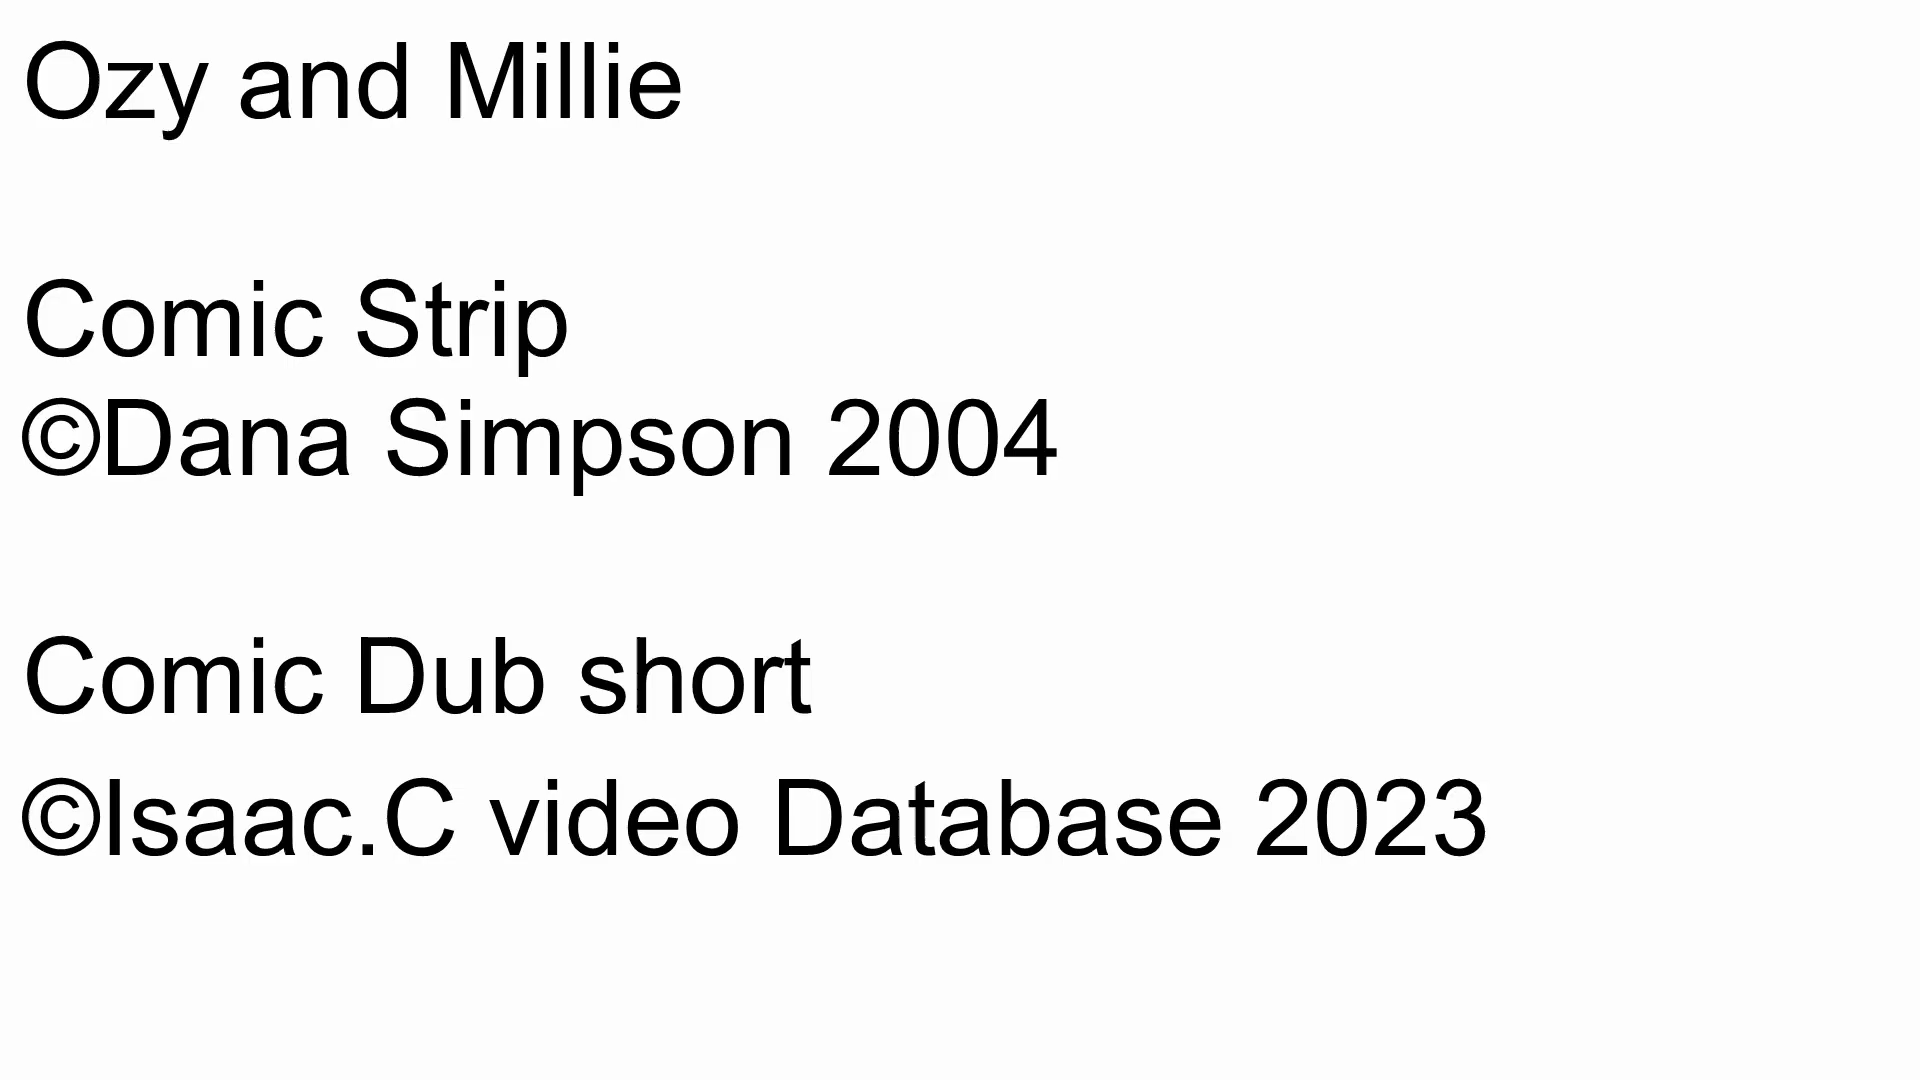 Ozy and Millie
Comic Strip
©Dana Simpson 2004
Comic Dub short
©Isaac.C video Database 2023